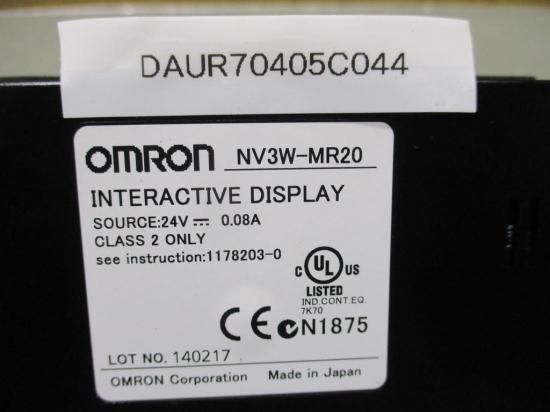 DAUR70405C044
OMRON NV3W-MR20
INTERACTIVE DISPLAY
SOURCE:24V⎓ 0.08A
CLASS 2 ONLY
see instruction:1178203-0
C UL US
LISTED
IND.CONT.EQ.
7K70
CE N1875
LOT NO. 140217
OMRON Corporation Made in Japan